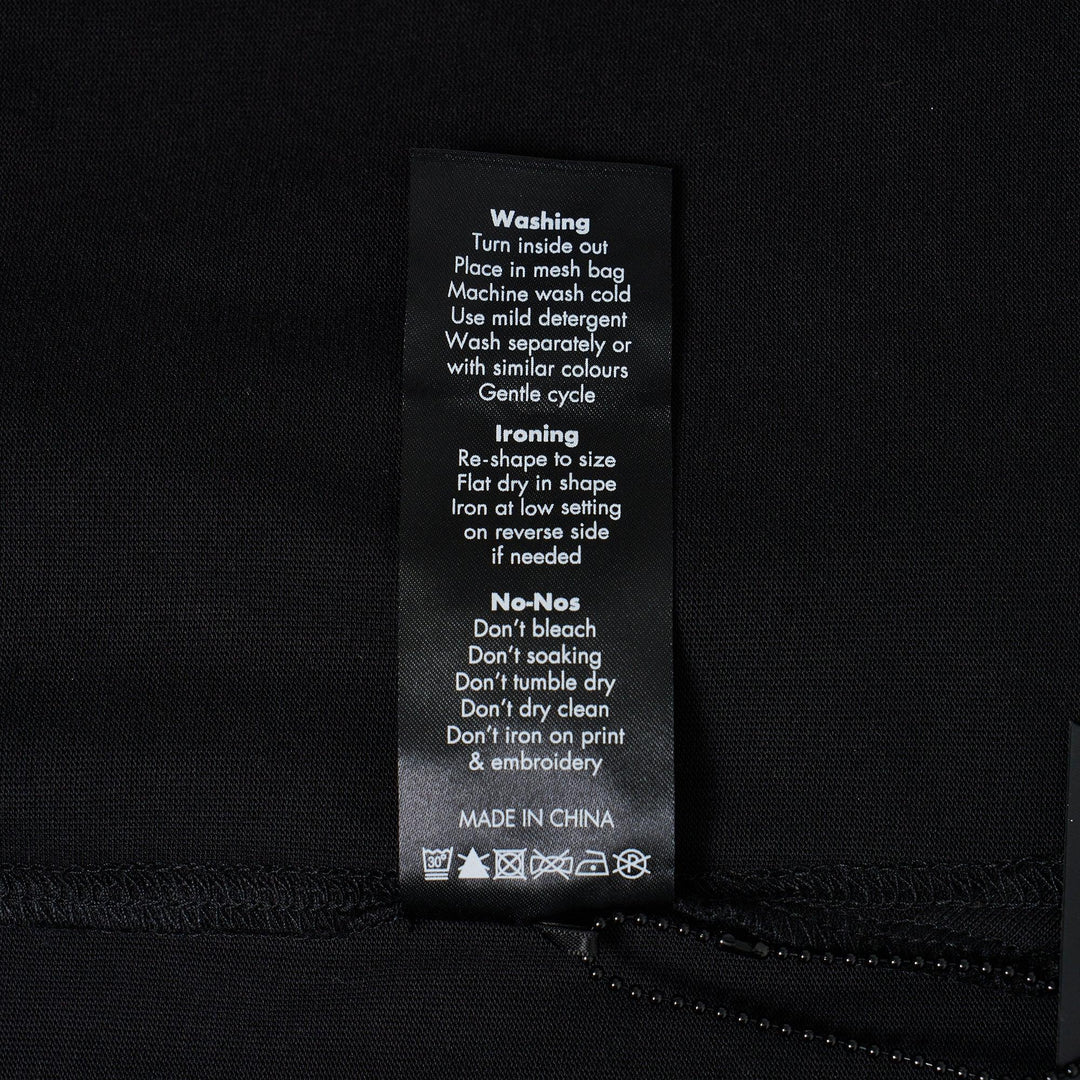 Washing
Turn inside out
Place in mesh bag
Machine wash cold
Use mild detergent
Wash separately or
with similar colours
Gentle cycle
Ironing
Re-shape to size
Flat dry in shape
Iron at low setting
on reverse side
if needed
No-Nos
Don't bleach
Don't soaking
Don't tumble dry
Don't dry clean
Don't iron on print
& embroidery
MADE IN CHINA
30° P